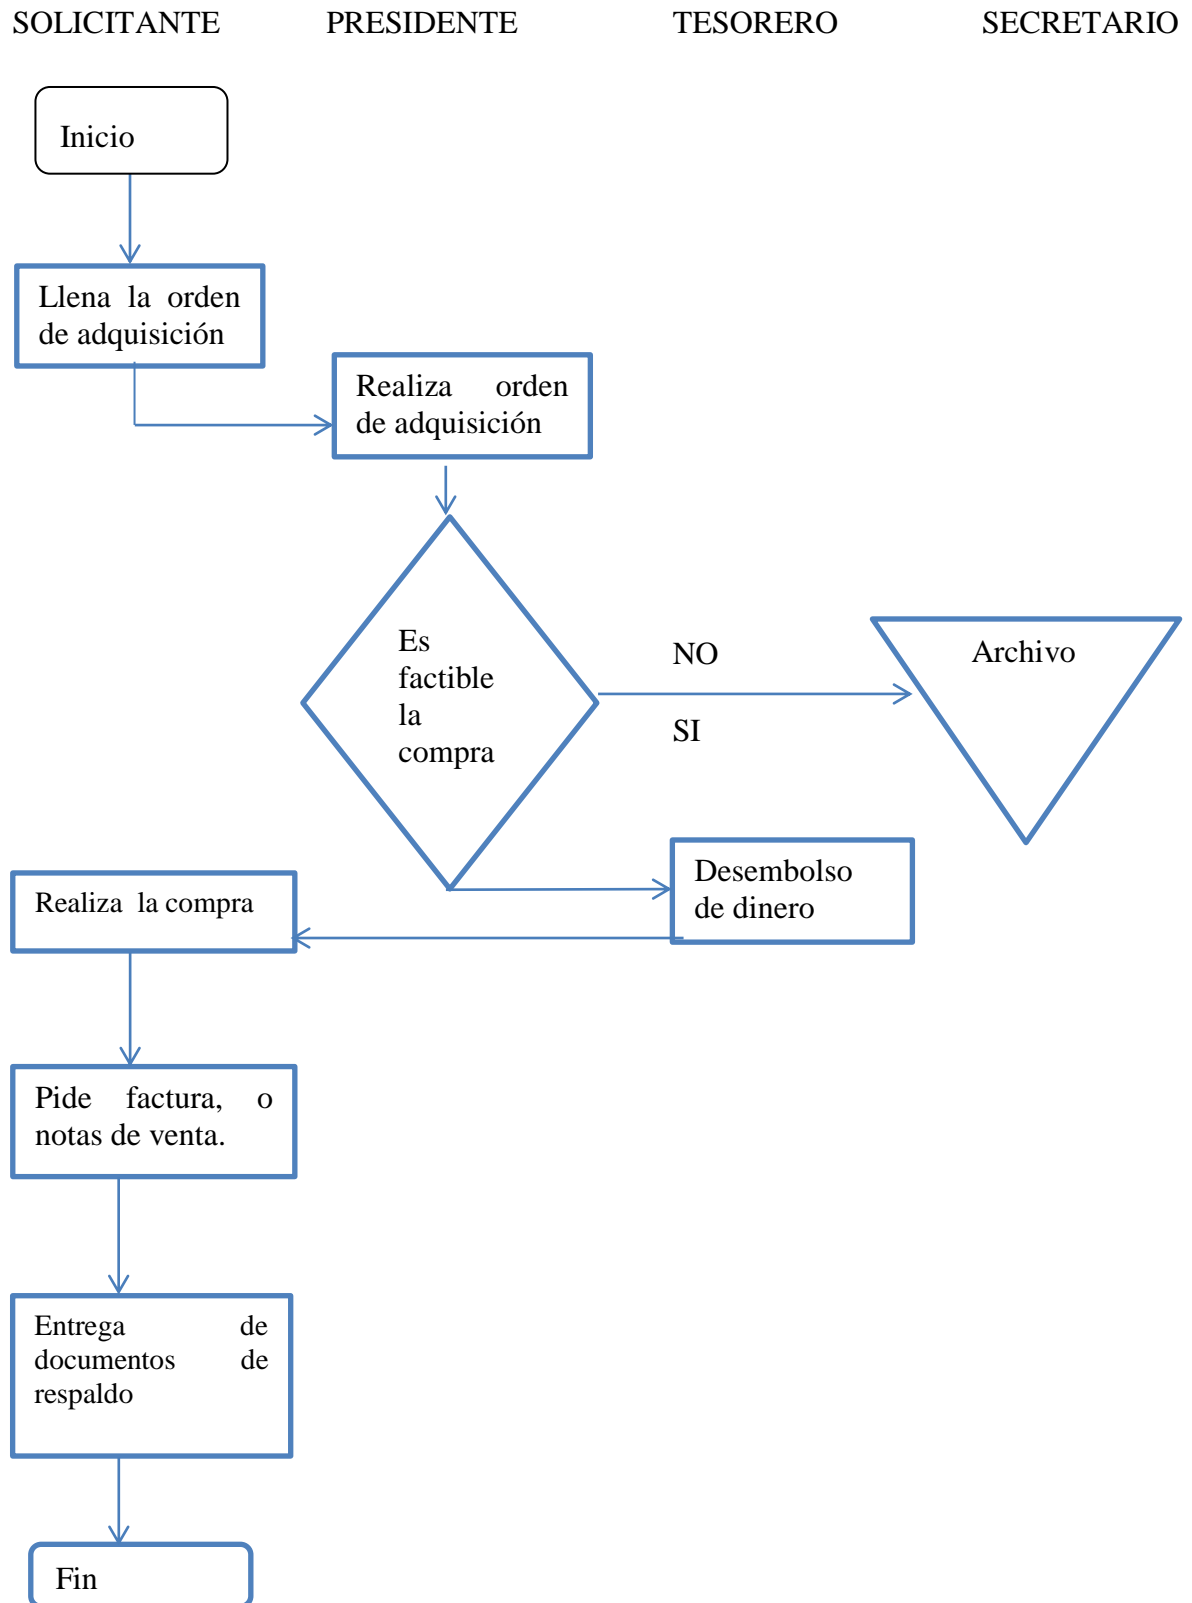 SOLICITANTE PRESIDENTE TESORERO SECRETARIO
Inicio
Llena la orden
de adquisición
Realiza orden
de adquisición
Es
factible
la
compra
NO
SI
Archivo
Desembolso
de dinero
Realiza la compra
Pide factura, o
notas de venta.
Entrega de
documentos de
respaldo
Fin